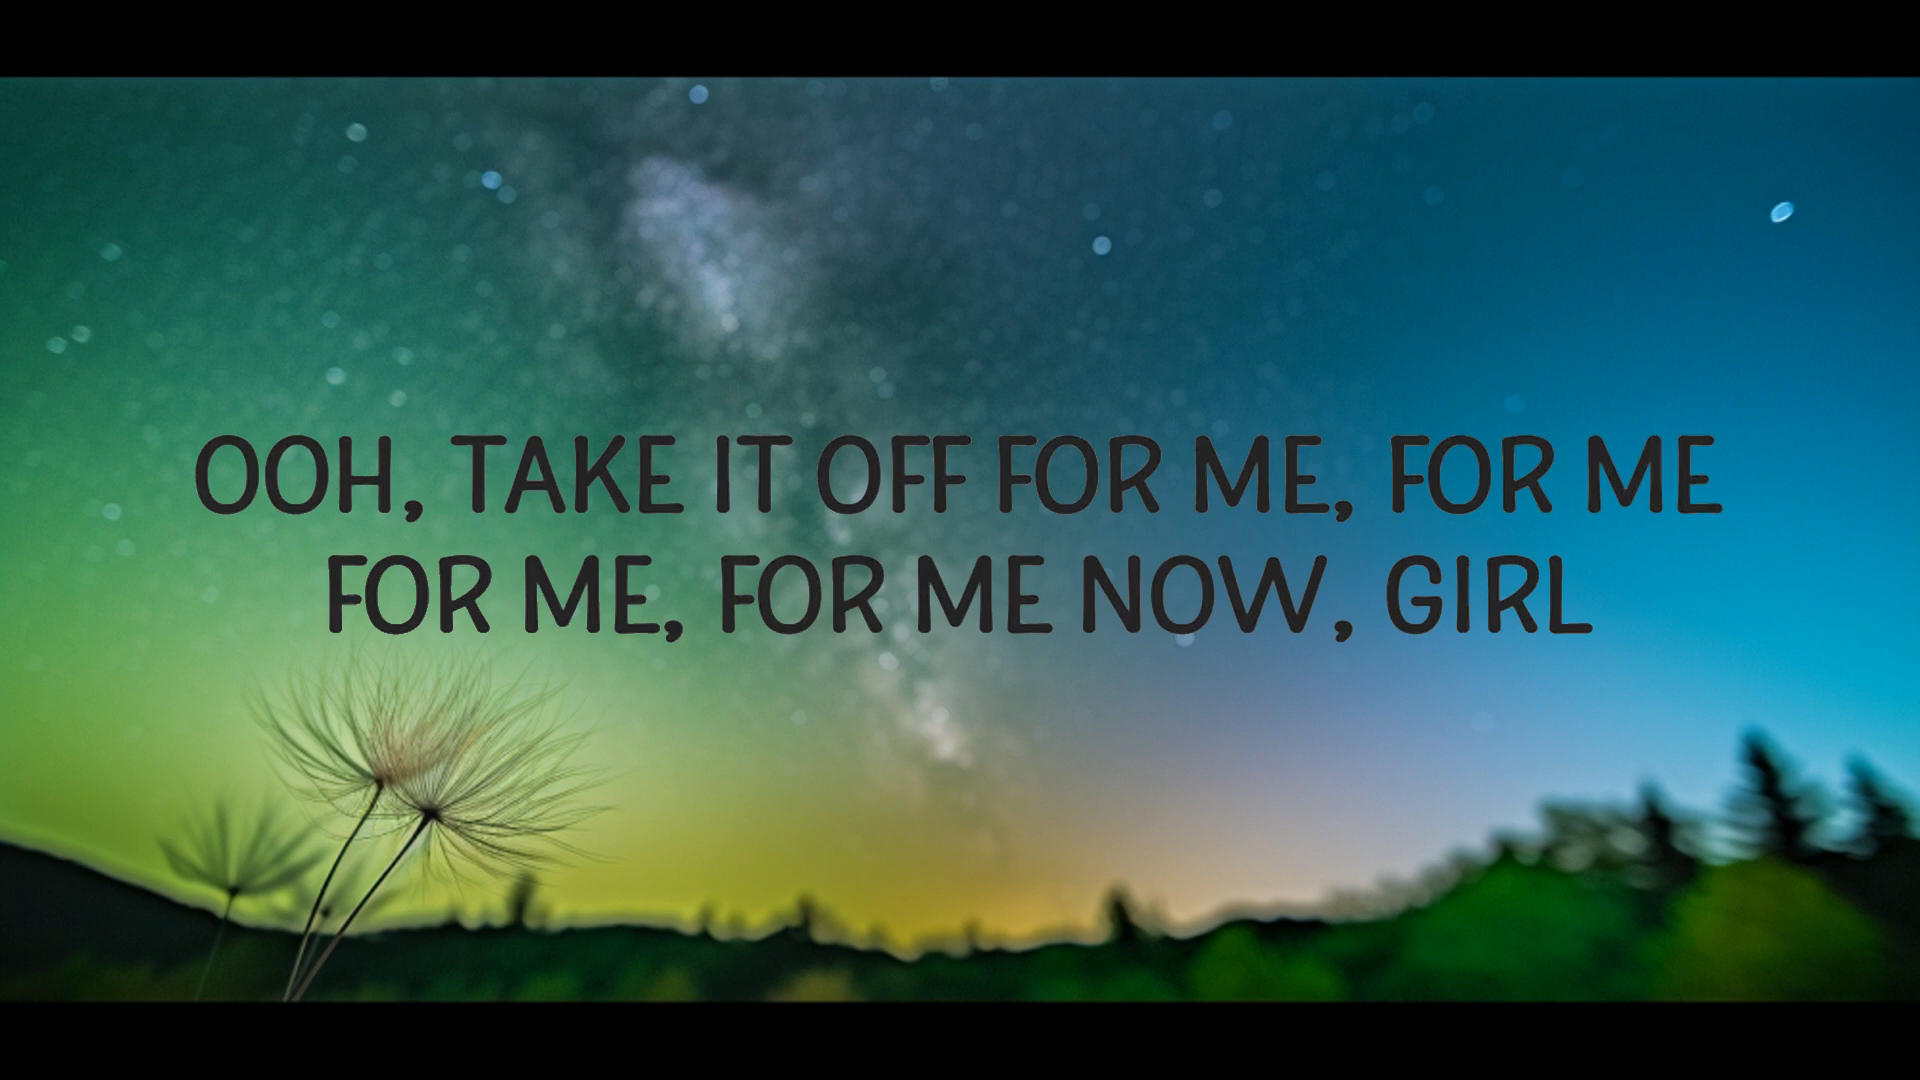 OOH, TAKE IT OFF FOR ME, FOR ME
FOR ME, FOR ME NOW, GIRL